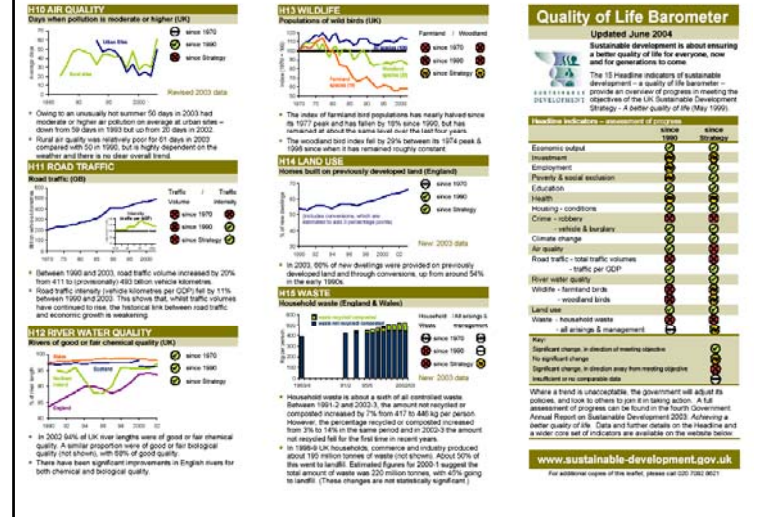 H10 AIR QUALITY
Days when pollution is moderate or higher (UK)
Urban Sites
Rural sites
since 1970
since 1990
since Strategy
Revised 2003 data
Owing to an unusually hot summer 50 days in 2003 had
moderate or higher air pollution on average at urban sites –
down from 59 days in 1993 but up from 20 days in 2002.
Rural air quality was relatively poor for 61 days in 2003
compared with 50 in 1990, but is highly dependent on the
weather and there is no clear overall trend.
H11 ROAD TRAFFIC
Road traffic (GB)
Traffic / Traffic
Volume Intensity
since 1970
since 1990
since Strategy
Between 1990 and 2003, road traffic volume increased by 20%
from 411 to (provisionally) 493 billion vehicle kilometres.
Road traffic intensity (vehicle kilometres per GDP) fell by 11%
between 1990 and 2003. This shows that, whilst traffic volumes
have continued to rise, the historical link between road traffic
and economic growth is weakening.
H12 RIVER WATER QUALITY
Rivers of good or fair chemical quality (UK)
Wales
Scotland
Northern
Ireland
England
since 1970
since 1990
since Strategy
In 2002 94% of UK river lengths were of good or fair chemical
quality. A similar proportion were of good or fair biological
quality (not shown), with 68% of good quality.
There have been significant improvements in English rivers for
both chemical and biological quality.
H13 WILDLIFE
Populations of wild birds (UK)
Farmland / Woodland
since 1970
since 1990
since Strategy
Woodland
Farmland
The index of farmland bird populations has nearly halved since
its 1977 peak and has fallen by 18% since 1990, but has
remained at about the same level over the last four years.
The woodland bird index fell by 29% between its 1974 peak &
1998 since when it has remained roughly constant.
H14 LAND USE
Homes built on previously developed land (England)
since 1970
since 1990
since Strategy
(Includes conversions, which are
estimated to add 3 percentage points)
New 2003 data
In 2003, 66% of new dwellings were provided on previously
developed land and through conversions, up from around 54%
in the early 1990s.
H15 WASTE
Household waste (England & Wales)
waste recycled/composted
waste not recycled/composted
Household / All arisings &
Waste management
since 1970
since 1990
since Strategy
New 2003 data
Household waste is about a sixth of all controlled waste.
Between 1991-2 and 2002-3, the amount not recycled or
composted increased by 7% from 417 to 446 kg per person.
However, the percentage recycled or composted increased
from 3% to 14% in the same period and in 2002-3 the amount
not recycled fell for the first time in recent years.
In 1998-9 UK households, commerce and industry produced
about 195 million tonnes of waste (not shown). About 50% of
this went to landfill. Estimated figures for 2000-1 suggest the
total amount of waste was 220 million tonnes, with 45% going
to landfill. (These changes are not statistically significant.)
Quality of Life Barometer
Updated June 2004
Sustainable development is about ensuring
a better quality of life for everyone, now
and for generations to come.
The 15 Headline indicators of sustainable
development – a quality of life barometer –
provide an overview of progress in meeting the
objectives of the UK Sustainable Development
Strategy - A better quality of life (May 1999).
SUSTAINABLE
DEVELOPMENT
Headline indicators – assessment of progress
since since
1990 Strategy
Economic output
Investment
Employment
Poverty & social exclusion
Education
Health
Housing - conditions
Crime - robbery
- vehicle & burglary
Climate change
Air quality
Road traffic - total traffic volumes
- traffic per GDP
River water quality
Wildlife - farmland birds
- woodland birds
Land use
Waste - household waste
- all arisings & management
Key:
Significant change, in direction of meeting objective
No significant change
Significant change, in direction away from meeting objective
Insufficient or no comparable data
Where a trend is unacceptable, the government will adjust its
policies, and look to others to join it in taking action. A full
assessment of progress can be found in the fourth Government
Annual Report on Sustainable Development 2003: Achieving a
better quality of life. Data and further details on the Headline and
a wider core set of indicators are available on the website below.
www.sustainable-development.gov.uk
For additional copies of this leaflet, please call 020 7082 8621